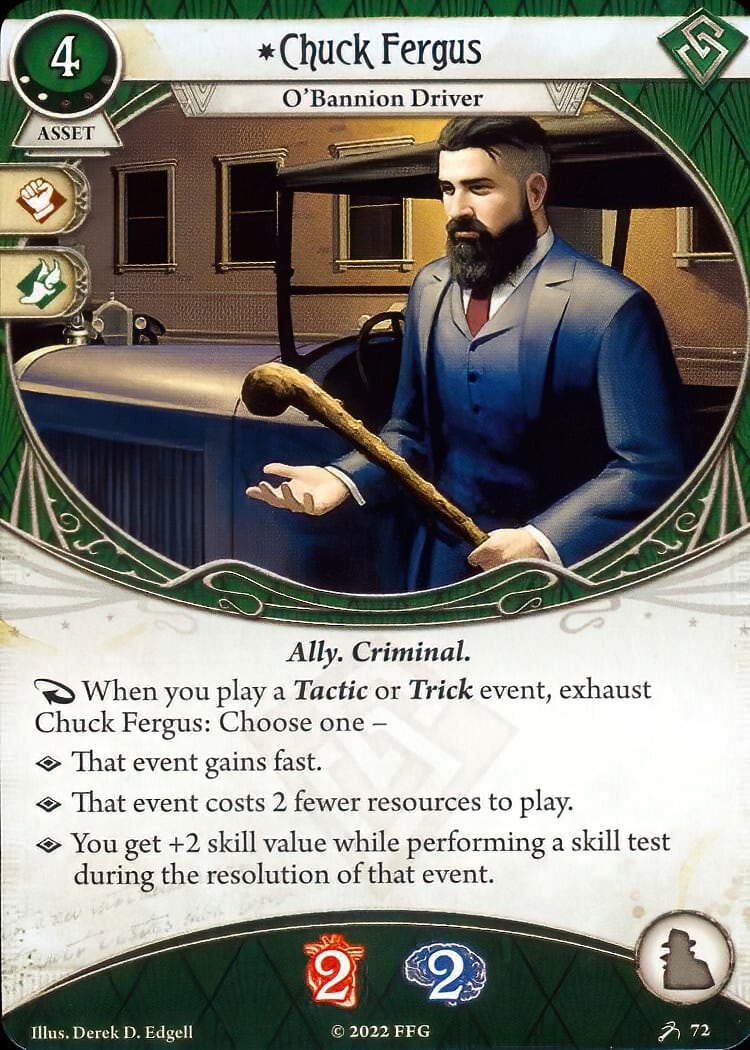 4
Chuck Fergus
O'Bannion Driver
ASSET
Ally. Criminal.
When you play a Tactic or Trick event, exhaust
Chuck Fergus: Choose one –
That event gains fast.
That event costs 2 fewer resources to play.
You get +2 skill value while performing a skill test
during the resolution of that event.
2 2
Illus. Derek D. Edgell © 2022 FFG 72